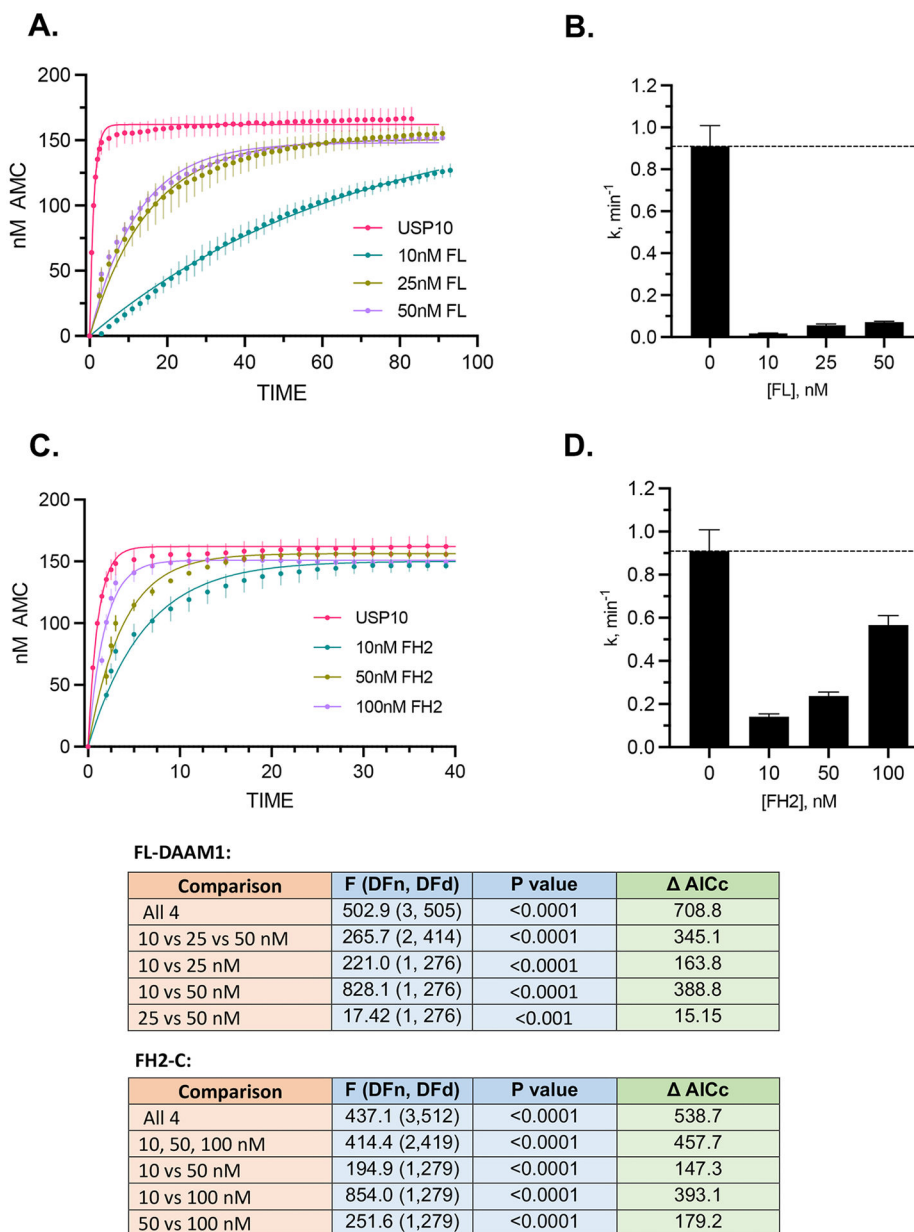 A.
200
150
100
50
0
nM AMC
0 20 40 60 80 100
TIME
USP10
10nM FL
25nM FL
50nM FL
B.
1.2
1.0
0.8
0.6
0.4
0.2
0.0
k, min-1
0 10 25 50
[FL], nM
C.
200
150
100
50
0
nM AMC
0 10 20 30 40
TIME
USP10
10nM FH2
50nM FH2
100nM FH2
D.
1.2
1.0
0.8
0.6
0.4
0.2
0.0
k, min-1
0 10 50 100
[FH2], nM
FL-DAAM1:
Comparison F (DFn, DFd) P value Δ AICc
All 4 502.9 (3, 505) <0.0001 708.8
10 vs 25 vs 50 nM 265.7 (2, 414) <0.0001 345.1
10 vs 25 nM 221.0 (1, 276) <0.0001 163.8
10 vs 50 nM 828.1 (1, 276) <0.0001 388.8
25 vs 50 nM 17.42 (1, 276) <0.001 15.15
FH2-C:
Comparison F (DFn, DFd) P value Δ AICc
All 4 437.1 (3,512) <0.0001 538.7
10, 50, 100 nM 414.4 (2,419) <0.0001 457.7
10 vs 50 nM 194.9 (1,279) <0.0001 147.3
10 vs 100 nM 854.0 (1,279) <0.0001 393.1
50 vs 100 nM 251.6 (1,279) <0.0001 179.2